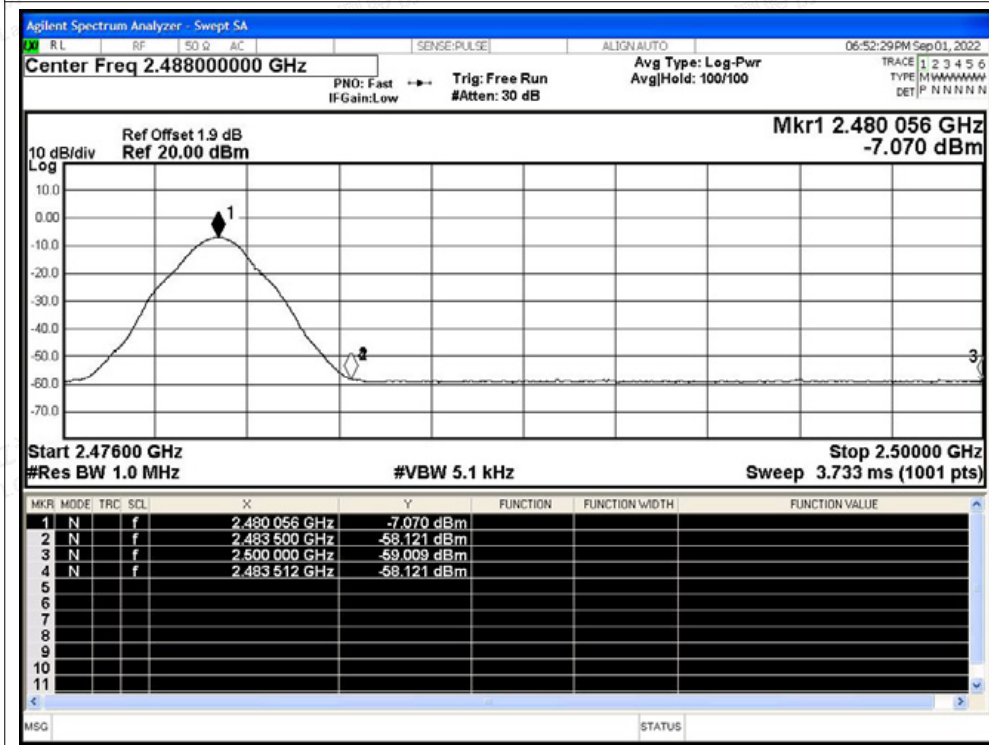 Agilent Spectrum Analyzer - Swept SA
LXI RL RF 50 Ω AC SENSE:PULSE ALIGN AUTO 06:52:29 PM Sep 01, 2022
Center Freq 2.488000000 GHz
PNO: Fast
IFGain:Low
Trig: Free Run
#Atten: 30 dB
Avg Type: Log-Pwr
Avg|Hold: 100/100
TRACE 1 2 3 4 5 6
TYPE M WWWWW
DET P N N N N N
Ref Offset 1.9 dB
10 dB/div Ref 20.00 dBm
Log
Mkr1 2.480 056 GHz
-7.070 dBm
10.0
0.00
-10.0
-20.0
-30.0
-40.0
-50.0
-60.0
-70.0
1
2
3
Start 2.47600 GHz Stop 2.50000 GHz
#Res BW 1.0 MHz #VBW 5.1 kHz Sweep 3.733 ms (1001 pts)
MKR MODE TRC SCL X Y FUNCTION FUNCTION WIDTH FUNCTION VALUE
1 N f 2.480 056 GHz -7.070 dBm
2 N f 2.483 500 GHz -58.121 dBm
3 N f 2.500 000 GHz -59.009 dBm
4 N f 2.483 512 GHz -58.121 dBm
5
6
7
8
9
10
11
MSG STATUS